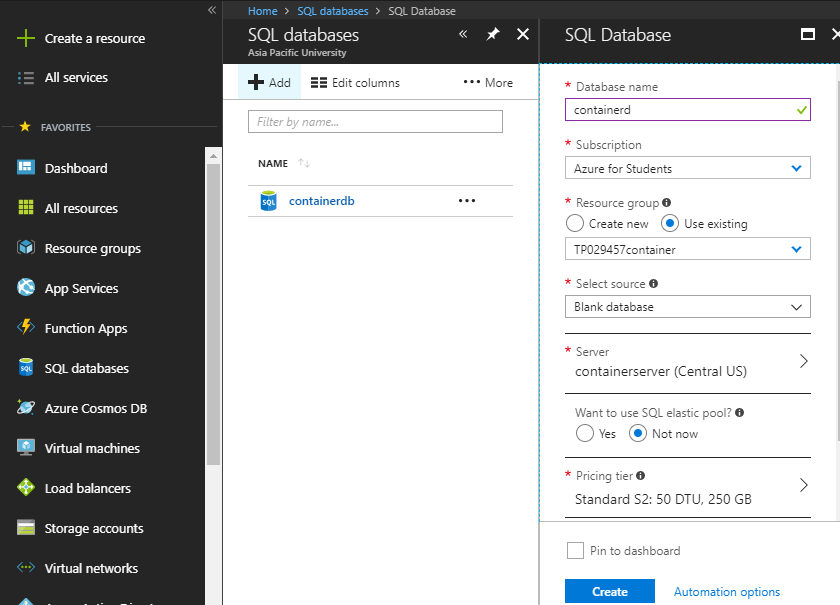 Create a resource
All services
FAVORITES
Dashboard
All resources
Resource groups
App Services
Function Apps
SQL databases
Azure Cosmos DB
Virtual machines
Load balancers
Storage accounts
Virtual networks
Home > SQL databases > SQL Database
SQL databases
Asia Pacific University
Add
Edit columns
More
Filter by name...
NAME
SQL containerdb
SQL Database
* Database name
containerd
* Subscription
Azure for Students
* Resource group
Create new Use existing
TP029457container
* Select source
Blank database
* Server
containerserver (Central US)
Want to use SQL elastic pool?
Yes Not now
* Pricing tier
Standard S2: 50 DTU, 250 GB
Pin to dashboard
Create Automation options